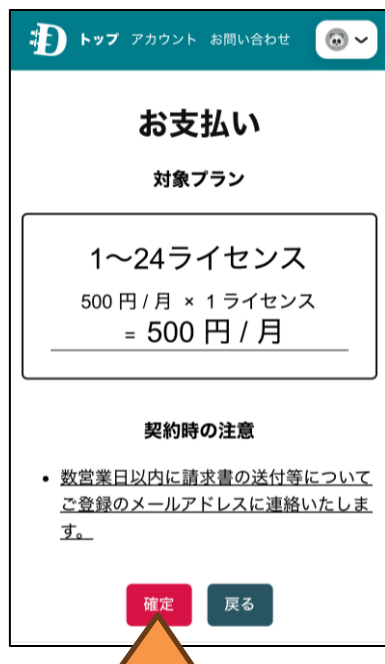 トップ アカウント お問い合わせ
お支払い
対象プラン
1〜24ライセンス
500 円 / 月 × 1 ライセンス
= 500 円 / 月
契約時の注意
• 数営業日以内に請求書の送付等について
ご登録のメールアドレスに連絡いたしま
す。
確定 戻る